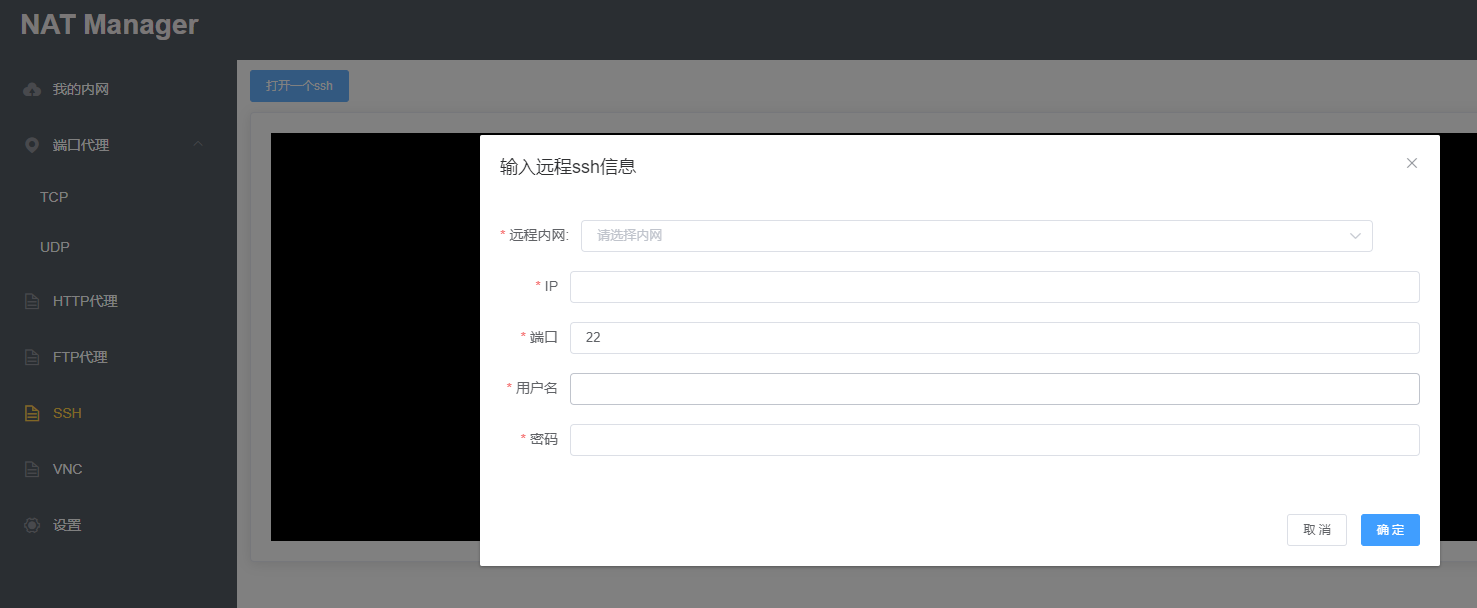 NAT Manager
我的内网
端口代理
TCP
UDP
HTTP代理
FTP代理
SSH
VNC
设置
打开一个ssh
输入远程ssh信息
* 远程内网: 请选择内网
* IP
* 端口 22
* 用户名
* 密码
取消 确定